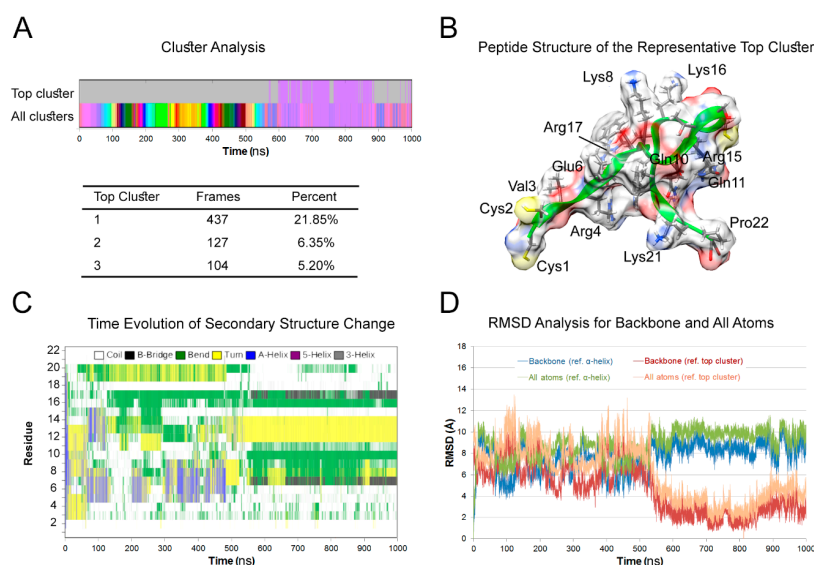 A
Cluster Analysis
Top cluster
All clusters
0 100 200 300 400 500 600 700 800 900 1000
Time (ns)
Top Cluster Frames Percent
1 437 21.85%
2 127 6.35%
3 104 5.20%
B
Peptide Structure of the Representative Top Cluster
Lys8
Lys16
Arg17
Gln10
Arg15
Glu6
Gln11
Val3
Cys2
Arg4
Pro22
Lys21
Cys1
C
Time Evolution of Secondary Structure Change
Coil B-Bridge Bend Turn A-Helix 5-Helix 3-Helix
22
20
18
16
14
12
10
8
6
4
2
Residue
0 100 200 300 400 500 600 700 800 900 1000
Time (ns)
D
RMSD Analysis for Backbone and All Atoms
Backbone (ref. α-helix) Backbone (ref. top cluster)
All atoms (ref. α-helix) All atoms (ref. top cluster)
18
16
14
12
10
8
6
4
2
0
RMSD (Å)
0 100 200 300 400 500 600 700 800 900 1000
Time (ns)